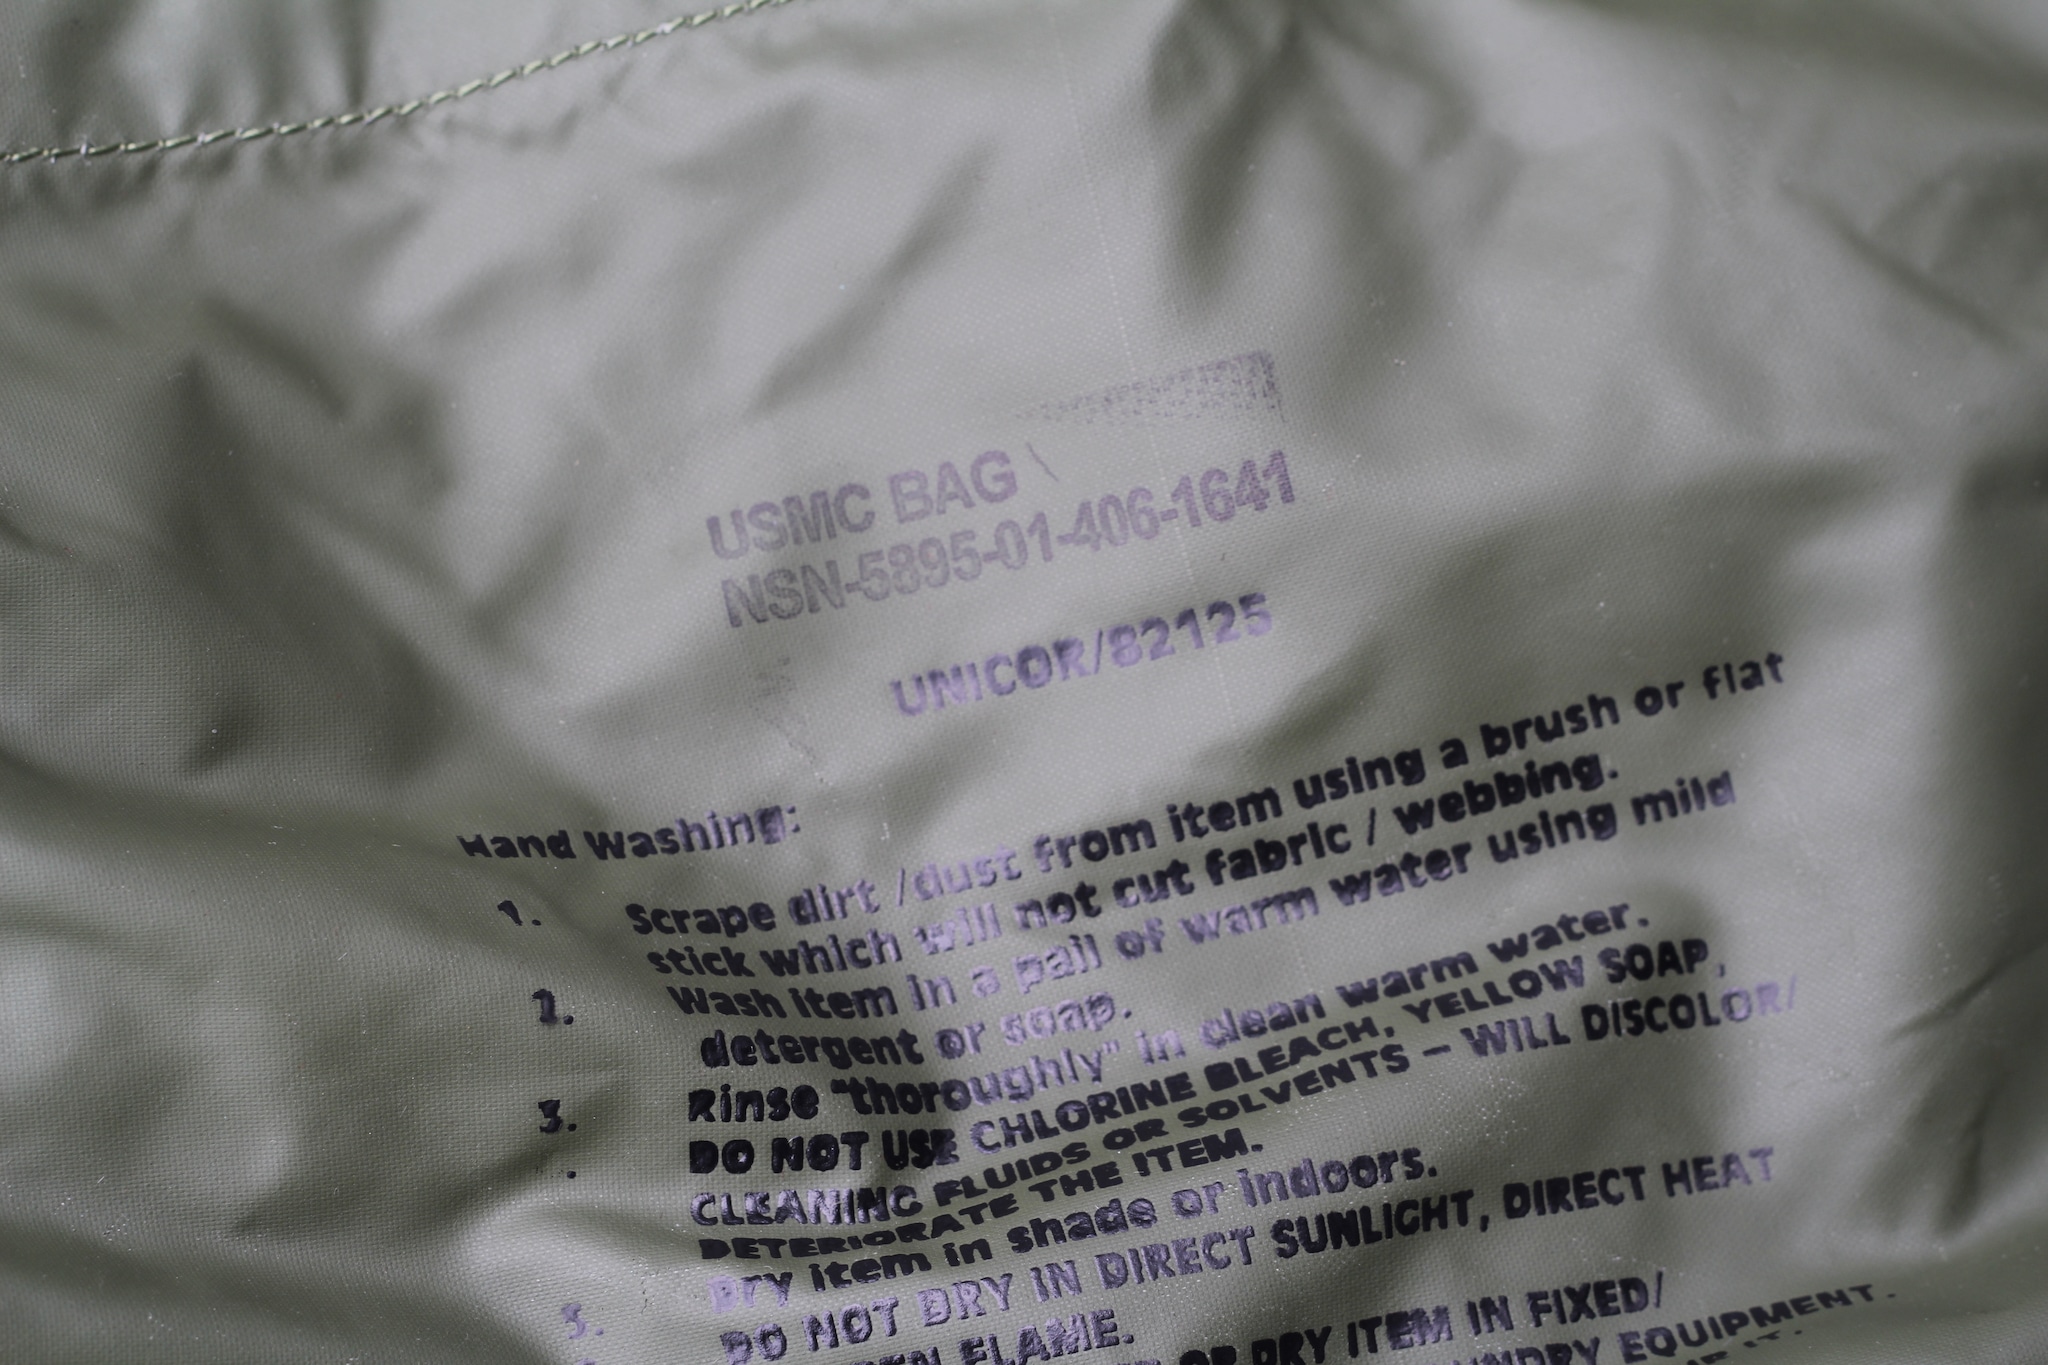 USMC BAG
NSN-5895-01-406-1641
UNICOR/82125
Hand Washing:
1. Scrape dirt /dust from item using a brush or flat
stick which will not cut fabric / webbing.
2. Wash item in a pail of warm water using mild
detergent or soap.
3. Rinse "thoroughly" in clean warm water.
. DO NOT USE CHLORINE BLEACH, YELLOW SOAP,
CLEANING FLUIDS OR SOLVENTS – WILL DISCOLOR/
DETERIORATE THE ITEM.
5. Dry item in shade or indoors.
DO NOT DRY IN DIRECT SUNLIGHT, DIRECT HEAT
FLAME.
OR DRY ITEM IN FIXED/
EQUIPMENT.
IT.